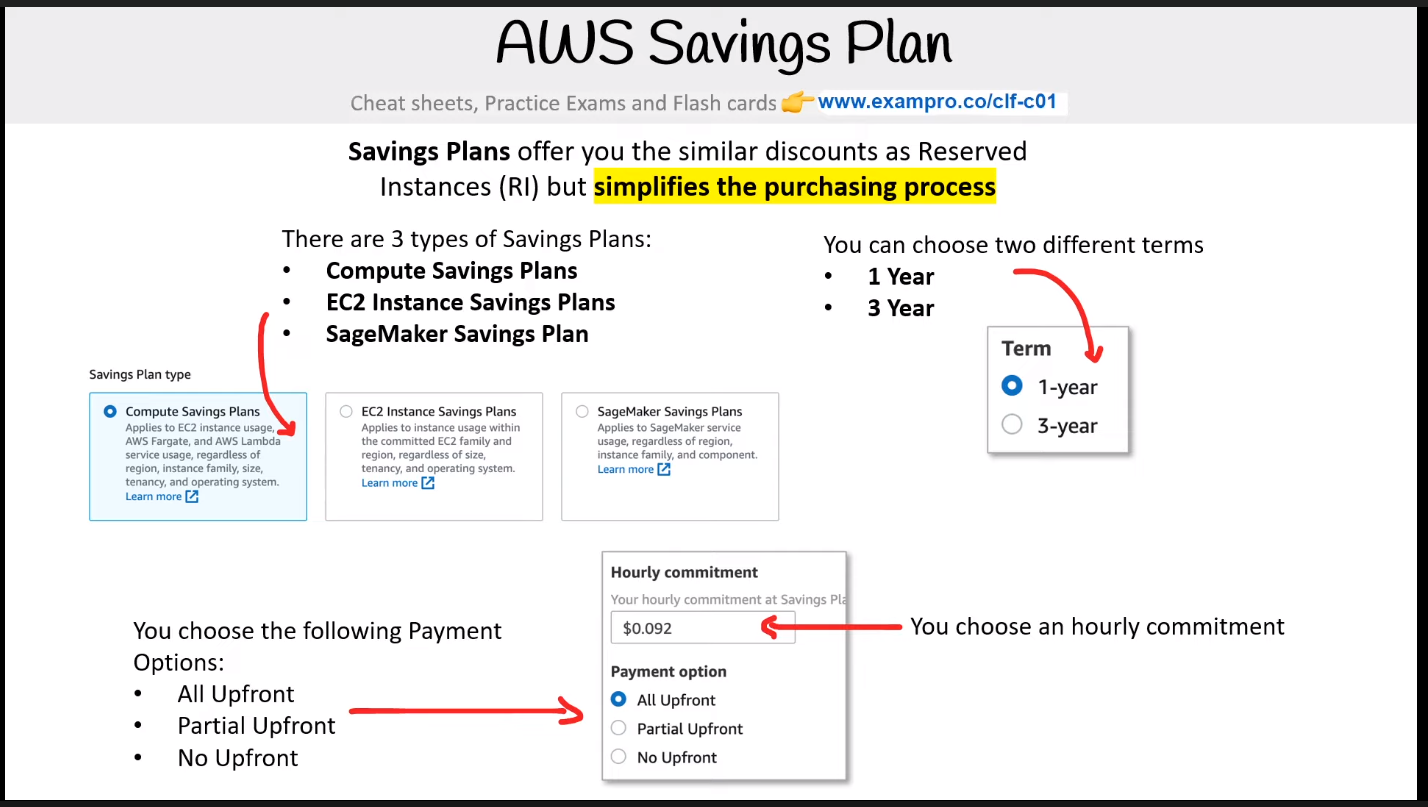 AWS Savings Plan
Cheat sheets, Practice Exams and Flash cards 👉 www.exampro.co/clf-c01
Savings Plans offer you the similar discounts as Reserved
Instances (RI) but simplifies the purchasing process
There are 3 types of Savings Plans:
• Compute Savings Plans
• EC2 Instance Savings Plans
• SageMaker Savings Plan
You can choose two different terms
• 1 Year
• 3 Year
Term
1-year
3-year
Savings Plan type
Compute Savings Plans
Applies to EC2 instance usage,
AWS Fargate, and AWS Lambda
service usage, regardless of
region, instance family, size,
tenancy, and operating system.
Learn more
EC2 Instance Savings Plans
Applies to instance usage within
the committed EC2 family and
region, regardless of size,
tenancy, and operating system.
Learn more
SageMaker Savings Plans
Applies to SageMaker service
usage, regardless of region,
instance family, and component.
Learn more
You choose the following Payment
Options:
• All Upfront
• Partial Upfront
• No Upfront
Hourly commitment
Your hourly commitment at Savings Pla
$0.092
Payment option
All Upfront
Partial Upfront
No Upfront
You choose an hourly commitment